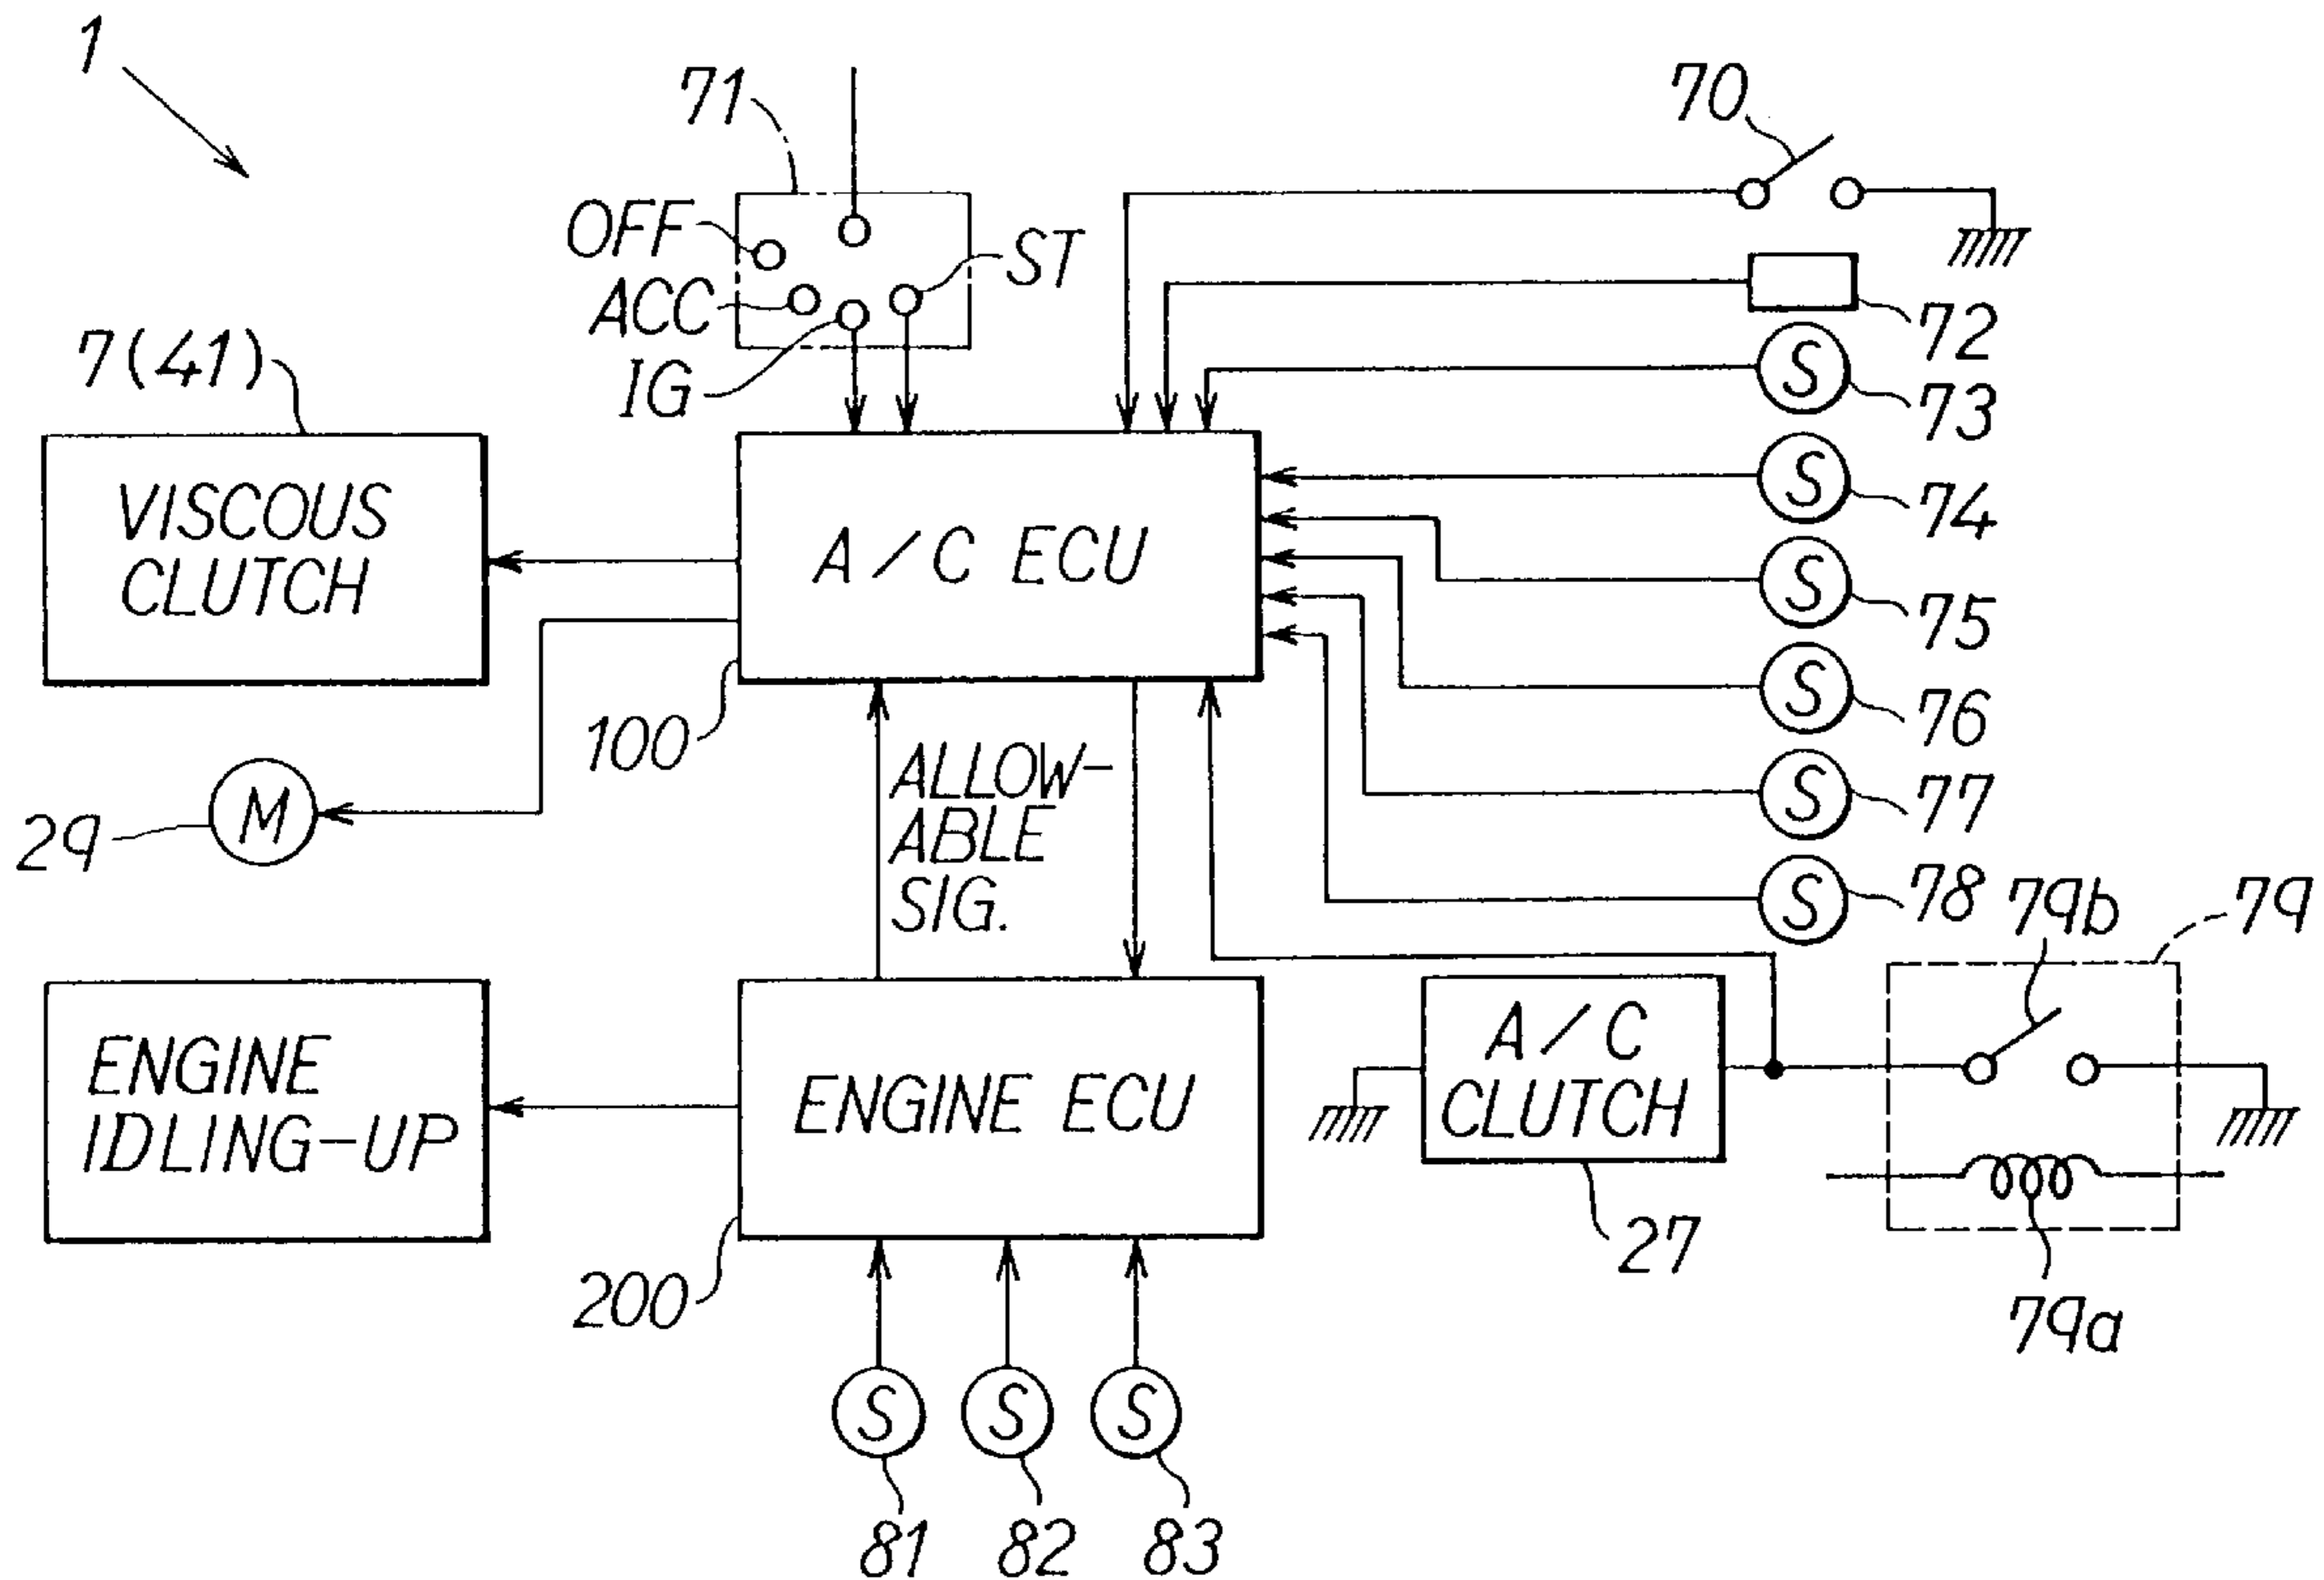 1
71
70
OFF
ST
ACC
72
7(41)
IG
73
S
VISCOUS
CLUTCH
A/C ECU
S
74
S
75
S
76
100
ALLOW-
ABLE
SIG.
M
29
S
77
S
78
79b
79
ENGINE
IDLING-UP
ENGINE ECU
A/C
CLUTCH
27
200
79a
S
S
S
81
82
83